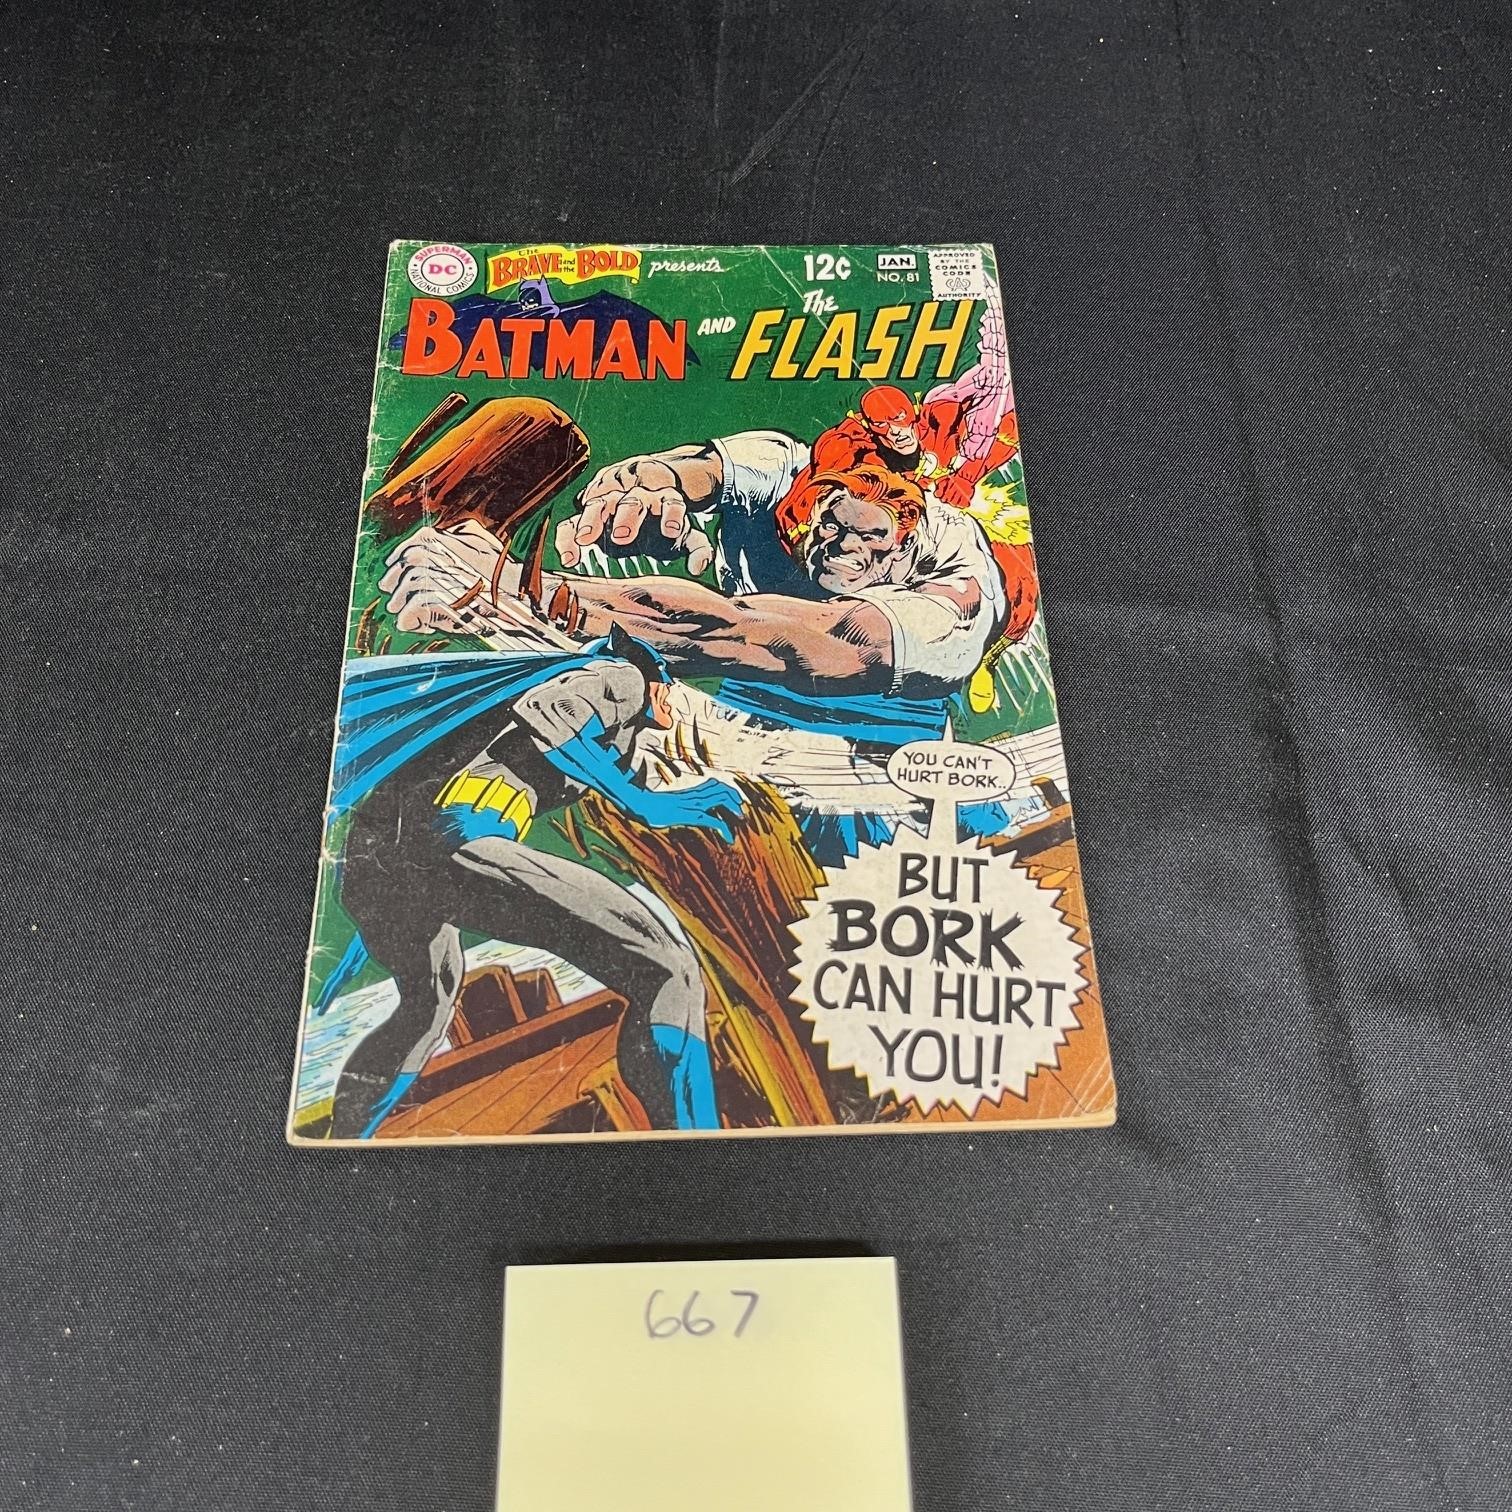 SUPERMAN
DC
NATIONAL COMICS
The
BRAVE and the BOLD presents
12¢
JAN.
NO. 81
APPROVED
BY THE
COMICS
CODE
CA
AUTHORITY
BATMAN AND The FLASH
YOU CAN'T
HURT BORK..
BUT
BORK
CAN HURT
YOU!
667